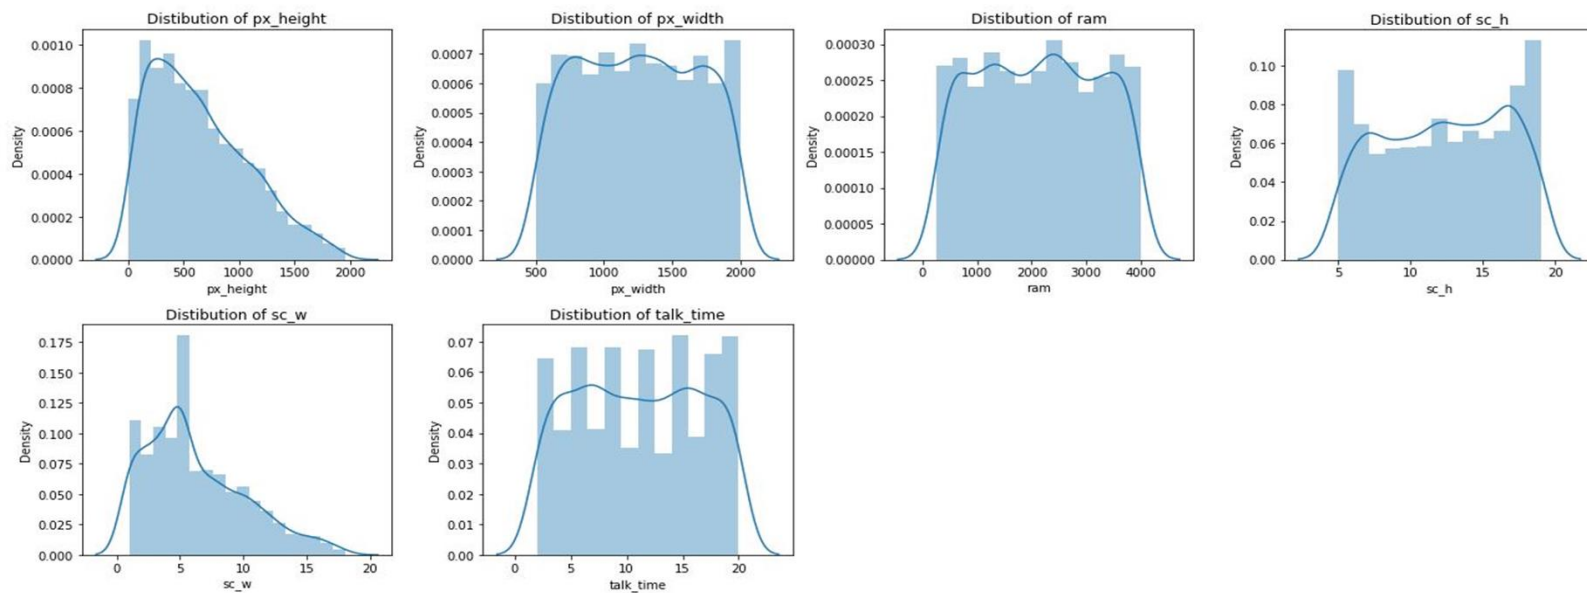 Distibution of px_height
0.0010
0.0008
0.0006
0.0004
0.0002
0.0000
Density
0 500 1000 1500 2000
px_height
Distibution of px_width
0.0007
0.0006
0.0005
0.0004
0.0003
0.0002
0.0001
0.0000
Density
500 1000 1500 2000
px_width
Distibution of ram
0.00030
0.00025
0.00020
0.00015
0.00010
0.00005
0.00000
Density
0 1000 2000 3000 4000
ram
Distibution of sc_h
0.10
0.08
0.06
0.04
0.02
0.00
Density
5 10 15 20
sc_h
Distibution of sc_w
0.175
0.150
0.125
0.100
0.075
0.050
0.025
0.000
Density
0 5 10 15 20
sc_w
Distibution of talk_time
0.07
0.06
0.05
0.04
0.03
0.02
0.01
0.00
Density
0 5 10 15 20
talk_time